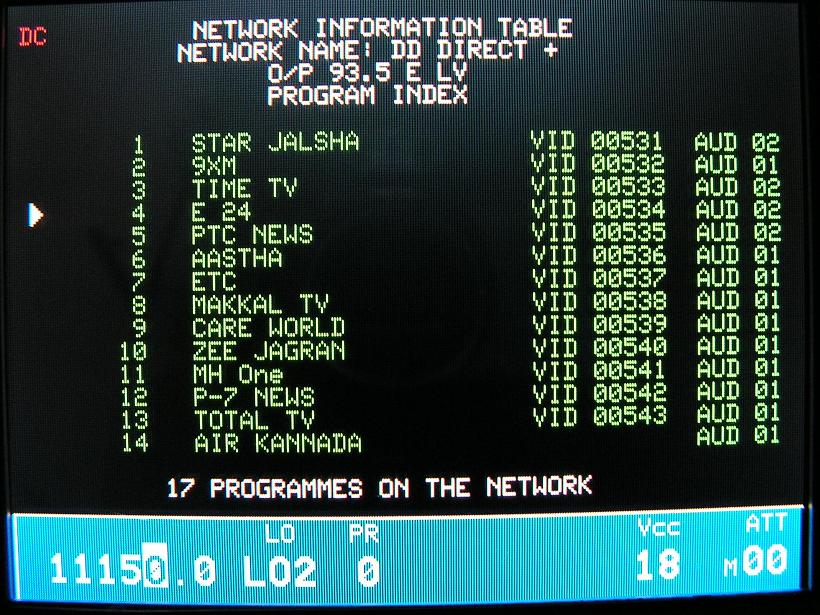 DC
NETWORK INFORMATION TABLE
NETWORK NAME: DD DIRECT +
O/P 93.5 E LV
PROGRAM INDEX
1 STAR JALSHA VID 00531 AUD 02
2 9XM VID 00532 AUD 01
3 TIME TV VID 00533 AUD 02
4 E 24 VID 00534 AUD 02
5 PTC NEWS VID 00535 AUD 02
6 AASTHA VID 00536 AUD 01
7 ETC VID 00537 AUD 01
8 MAKKAL TV VID 00538 AUD 01
9 CARE WORLD VID 00539 AUD 01
10 ZEE JAGRAN VID 00540 AUD 01
11 MH One VID 00541 AUD 01
12 P-7 NEWS VID 00542 AUD 01
13 TOTAL TV VID 00543 AUD 01
14 AIR KANNADA AUD 01
17 PROGRAMMES ON THE NETWORK
LO PR Vcc ATT
11150.0 LO2 0 18 M00